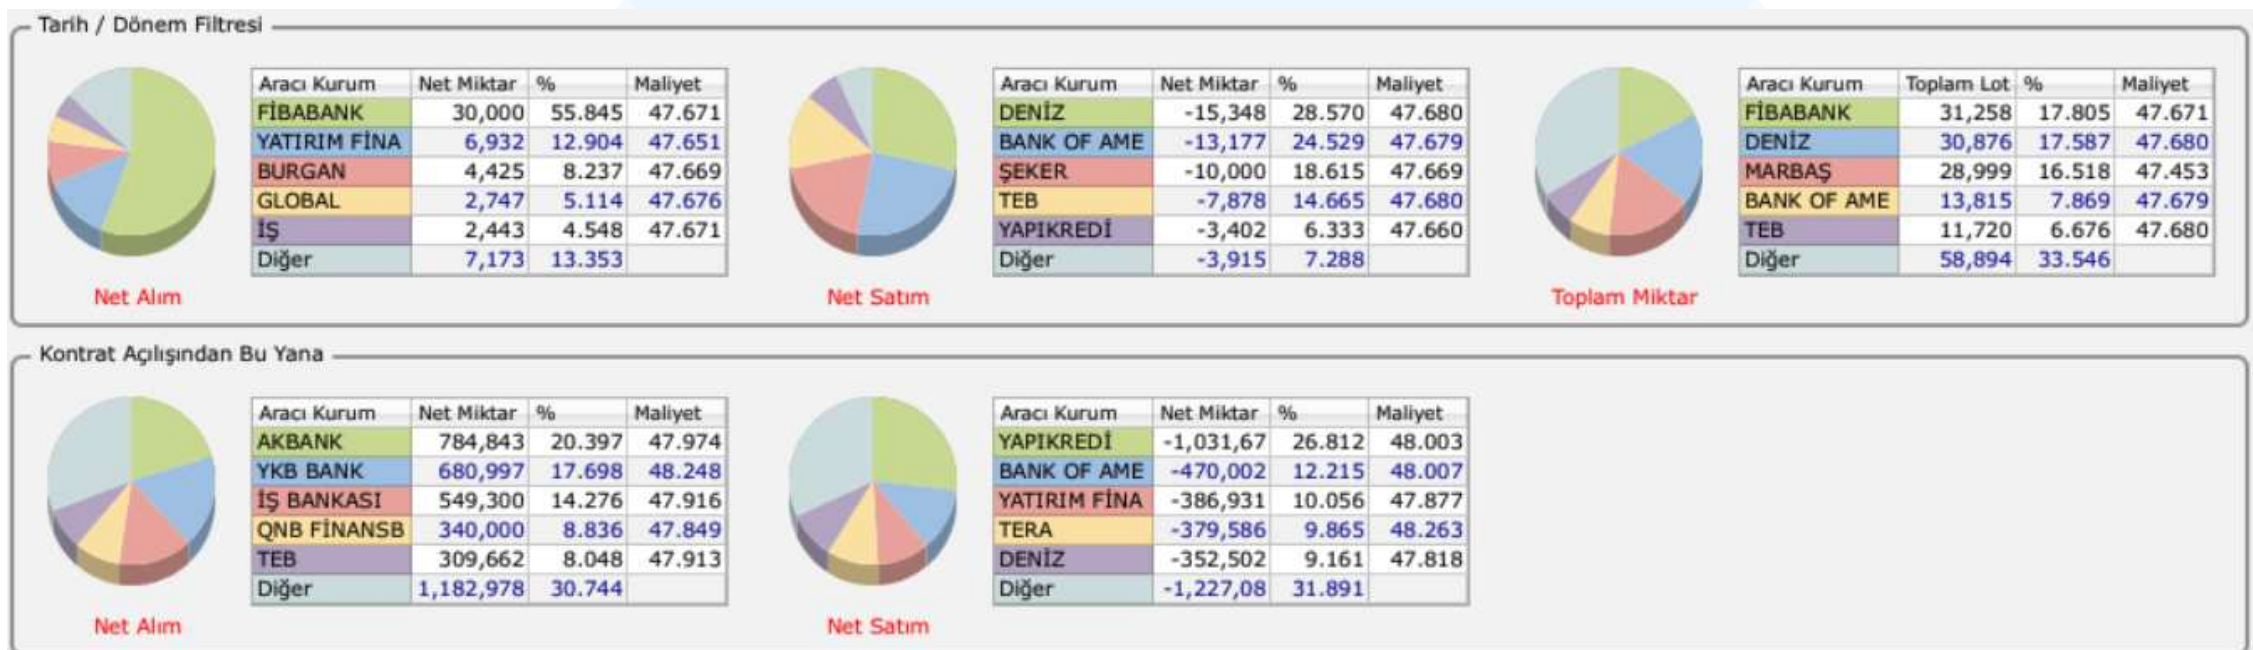 Tarih / Dönem Filtresi
Aracı Kurum Net Miktar % Maliyet
FİBABANK 30,000 55.845 47.671
YATIRIM FİNA 6,932 12.904 47.651
BURGAN 4,425 8.237 47.669
GLOBAL 2,747 5.114 47.676
İŞ 2,443 4.548 47.671
Diğer 7,173 13.353
Net Alım
Aracı Kurum Net Miktar % Maliyet
DENİZ -15,348 28.570 47.680
BANK OF AME -13,177 24.529 47.679
ŞEKER -10,000 18.615 47.669
TEB -7,878 14.665 47.680
YAPIKREDİ -3,402 6.333 47.660
Diğer -3,915 7.288
Net Satım
Aracı Kurum Toplam Lot % Maliyet
FİBABANK 31,258 17.805 47.671
DENİZ 30,876 17.587 47.680
MARBAŞ 28,999 16.518 47.453
BANK OF AME 13,815 7.869 47.679
TEB 11,720 6.676 47.680
Diğer 58,894 33.546
Toplam Miktar
Kontrat Açılışından Bu Yana
Aracı Kurum Net Miktar % Maliyet
AKBANK 784,843 20.397 47.974
YKB BANK 680,997 17.698 48.248
İŞ BANKASI 549,300 14.276 47.916
QNB FİNANSB 340,000 8.836 47.849
TEB 309,662 8.048 47.913
Diğer 1,182,978 30.744
Net Alım
Aracı Kurum Net Miktar % Maliyet
YAPIKREDİ -1,031,67 26.812 48.003
BANK OF AME -470,002 12.215 48.007
YATIRIM FİNA -386,931 10.056 47.877
TERA -379,586 9.865 48.263
DENİZ -352,502 9.161 47.818
Diğer -1,227,08 31.891
Net Satım